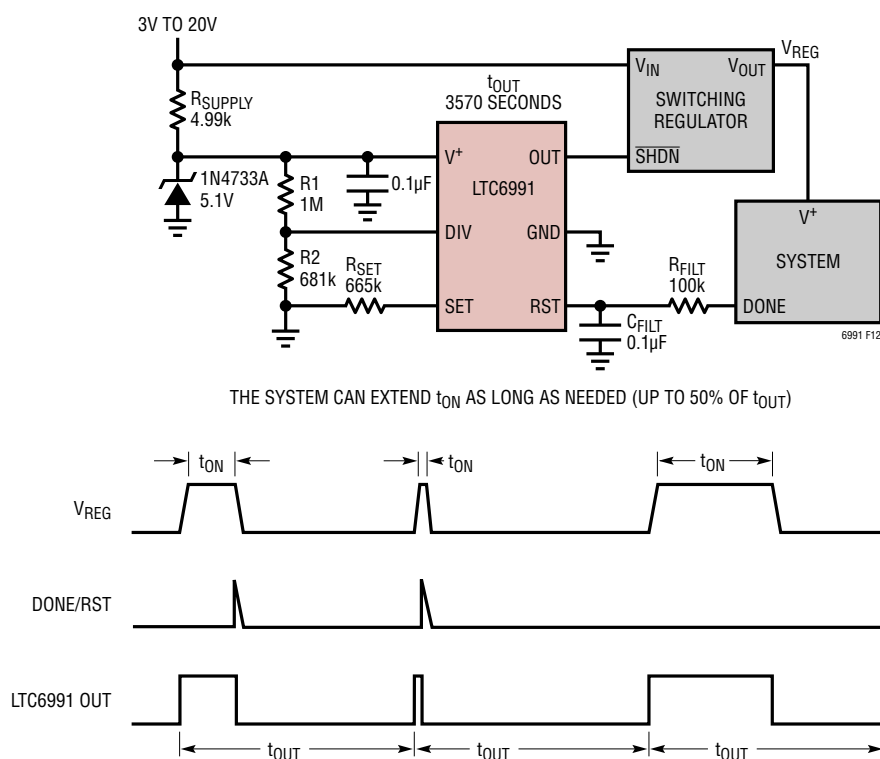 3V TO 20V
RSUPPLY
4.99k
1N4733A
5.1V
R1
1M
0.1µF
R2
681k
RSET
665k
tOUT
3570 SECONDS
V+
OUT
LTC6991
DIV
GND
SET
RST
VIN
VOUT
SWITCHING
REGULATOR
SHDN
VREG
V+
SYSTEM
DONE
RFILT
100k
CFILT
0.1µF
6991 F12
THE SYSTEM CAN EXTEND tON AS LONG AS NEEDED (UP TO 50% OF tOUT)
tON
tON
tON
VREG
DONE/RST
LTC6991 OUT
tOUT
tOUT
tOUT